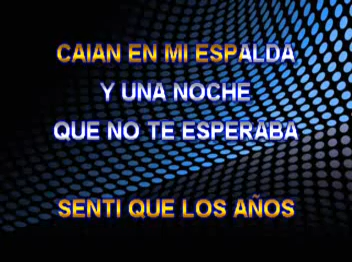 CAIAN EN MI ESPALDA
Y UNA NOCHE
QUE NO TE ESPERABA
SENTI QUE LOS AÑOS